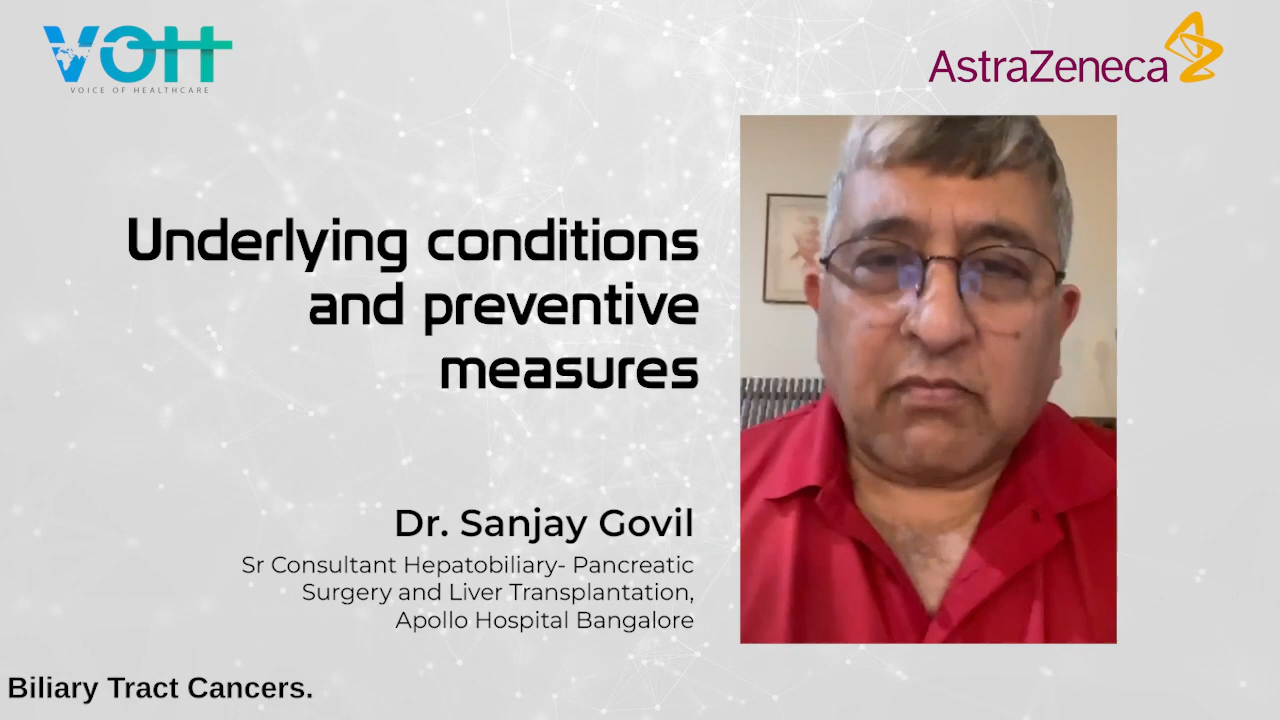 VOH
VOICE OF HEALTHCARE
AstraZeneca
Underlying conditions
and preventive
measures
Dr. Sanjay Govil
Sr Consultant Hepatobiliary- Pancreatic
Surgery and Liver Transplantation,
Apollo Hospital Bangalore
Biliary Tract Cancers.